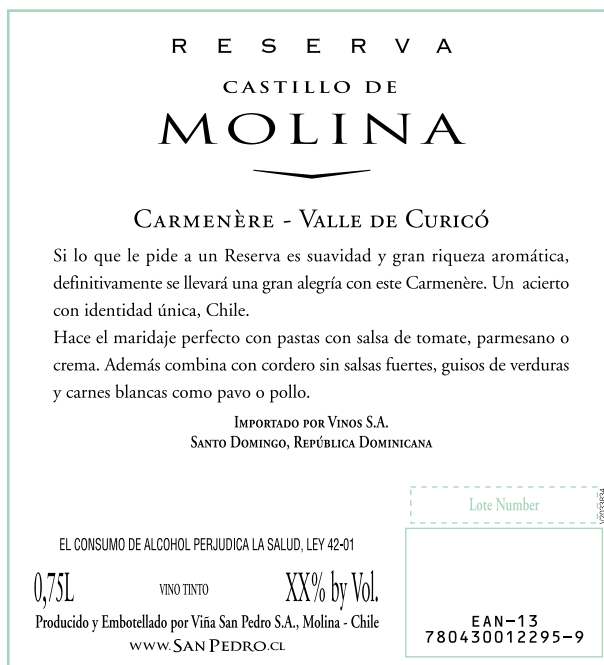 RESERVA
CASTILLO DE
MOLINA
CARMENÈRE - VALLE DE CURICÓ
Si lo que le pide a un Reserva es suavidad y gran riqueza aromática,
definitivamente se llevará una gran alegría con este Carmenère. Un acierto
con identidad única, Chile.
Hace el maridaje perfecto con pastas con salsa de tomate, parmesano o
crema. Además combina con cordero sin salsas fuertes, guisos de verduras
y carnes blancas como pavo o pollo.
IMPORTADO POR VINOS S.A.
SANTO DOMINGO, REPÚBLICA DOMINICANA
Lote Number
V2033834
EL CONSUMO DE ALCOHOL PERJUDICA LA SALUD, LEY 42-01
0,75L VINO TINTO XX% by Vol.
Producido y Embotellado por Viña San Pedro S.A., Molina - Chile
WWW.SANPEDRO.CL
EAN-13
780430012295-9